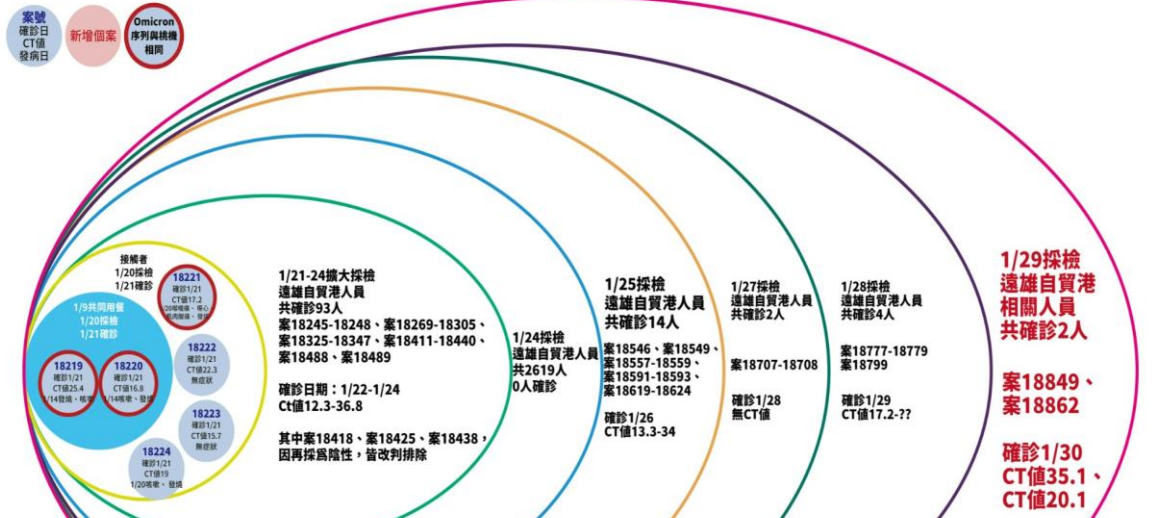 案號
確診日
CT值
發病日
新增個案
Omicron
序列與桃機
相同
接觸者
1/20採檢
1/21確診
18221
確診1/21
CT值17.2
1/9共同用餐
1/20採檢
1/21確診
18219
確診1/21
CT值25.4
1/14發燒、咳嗽
18220
確診1/21
CT值16.8
1/14咳嗽、發燒
18222
確診1/21
CT值22.3
無症狀
18223
確診1/21
CT值15.7
無症狀
18224
確診1/21
CT值19
1/20咳嗽、發燒
1/21-24擴大採檢
遠雄自貿港人員
共確診93人
案18245-18248、案18269-18305、
案18325-18347、案18411-18440、
案18488、案18489
確診日期：1/22-1/24
Ct值12.3-36.8
其中案18418、案18425、案18438，
因再採爲陰性，皆改判排除
1/24採檢
遠雄自貿港人員
共2619人
0人確診
1/25採檢
遠雄自貿港人員
共確診14人
案18546、案18549、
案18557-18559、
案18591-18593、
案18619-18624
確診1/26
CT值13.3-34
1/27採檢
遠雄自貿港人員
共確診2人
案18707-18708
確診1/28
無CT值
1/28採檢
遠雄自貿港人員
共確診4人
案18777-18779
案18799
確診1/29
CT值17.2-??
1/29採檢
遠雄自貿港
相關人員
共確診2人
案18849、
案18862
確診1/30
CT值35.1、
CT值20.1